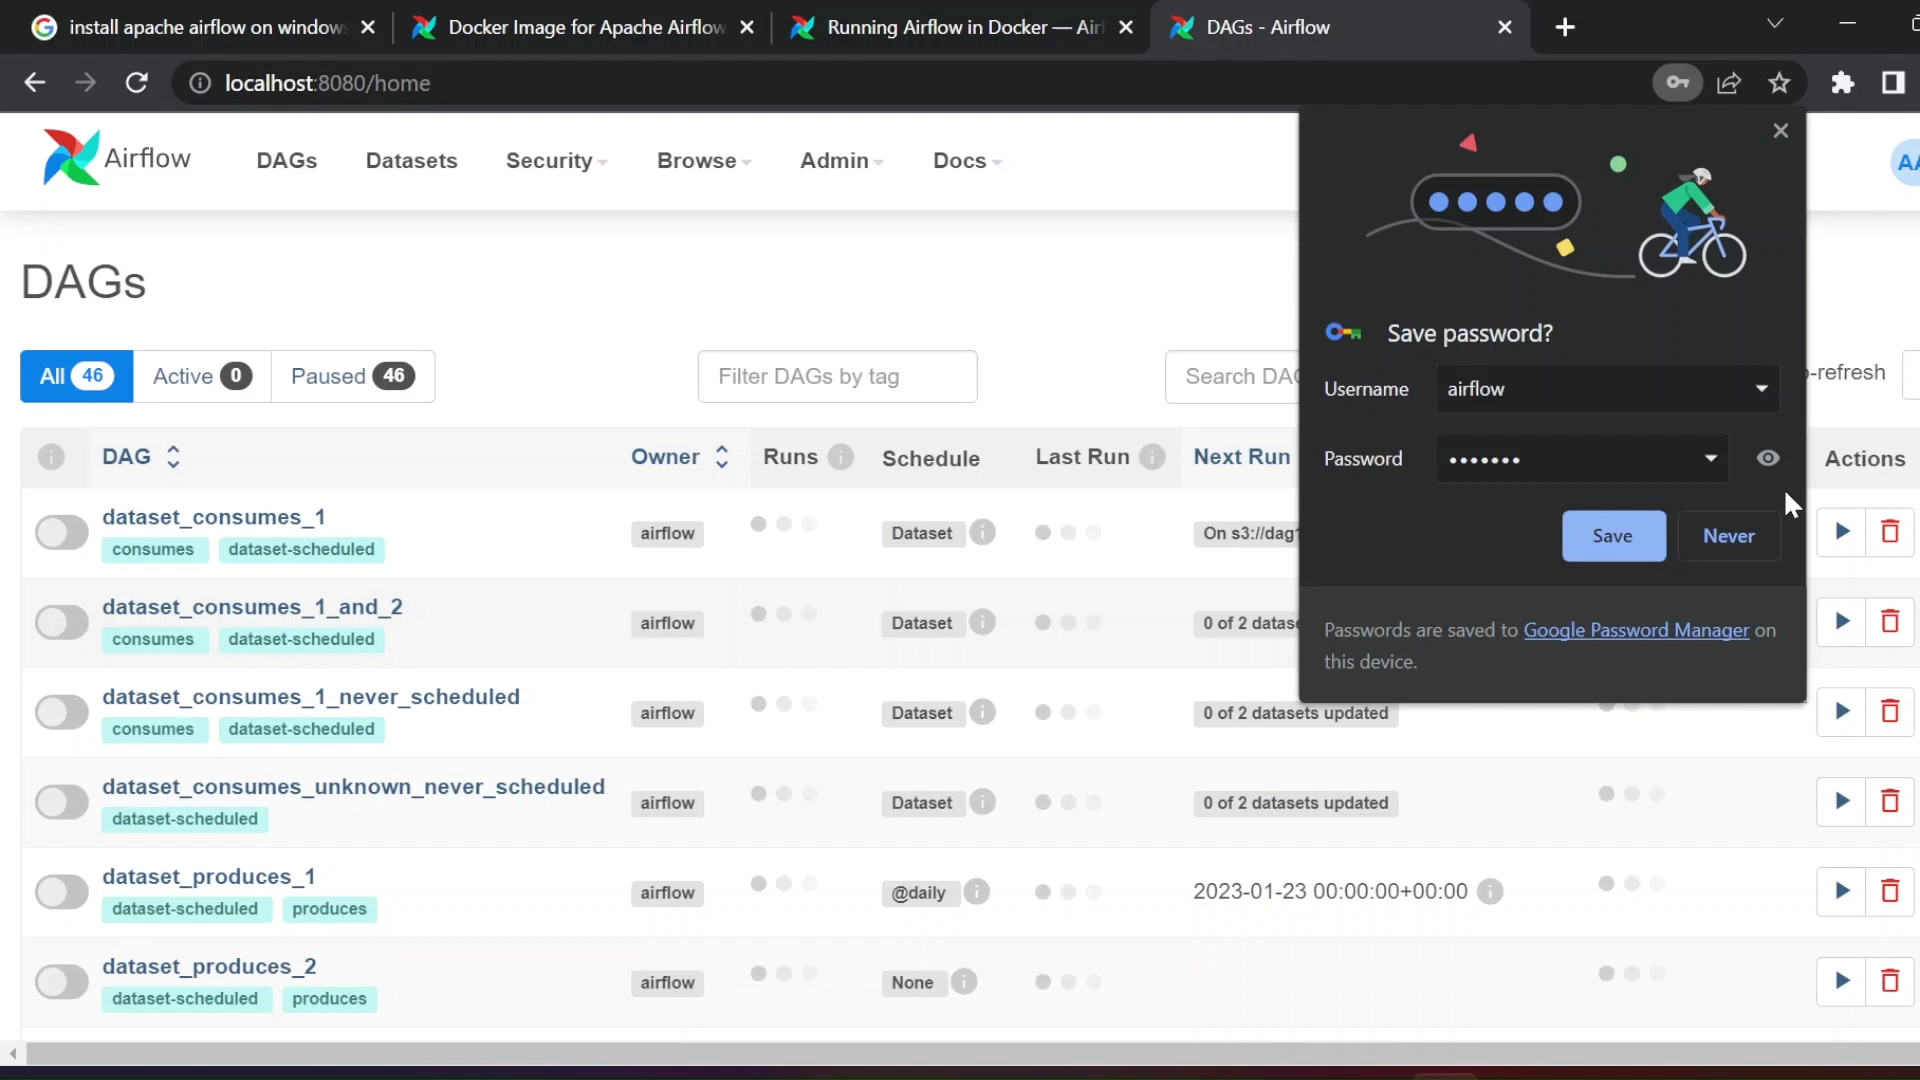 install apache airflow on window
Docker Image for Apache Airflow
Running Airflow in Docker — Air
DAGs - Airflow
localhost:8080/home
Airflow
DAGs
Datasets
Security
Browse
Admin
Docs
AA
DAGs
All 46
Active 0
Paused 46
Filter DAGs by tag
Search DAG
-refresh
Save password?
Username
airflow
Password
•••••••
Save
Never
Passwords are saved to Google Password Manager on
this device.
DAG
Owner
Runs
Schedule
Last Run
Next Run
Actions
dataset_consumes_1
consumes
dataset-scheduled
airflow
Dataset
On s3://dag1
dataset_consumes_1_and_2
consumes
dataset-scheduled
airflow
Dataset
0 of 2 datase
dataset_consumes_1_never_scheduled
consumes
dataset-scheduled
airflow
Dataset
0 of 2 datasets updated
dataset_consumes_unknown_never_scheduled
dataset-scheduled
airflow
Dataset
0 of 2 datasets updated
dataset_produces_1
dataset-scheduled
produces
airflow
@daily
2023-01-23 00:00:00+00:00
dataset_produces_2
dataset-scheduled
produces
airflow
None